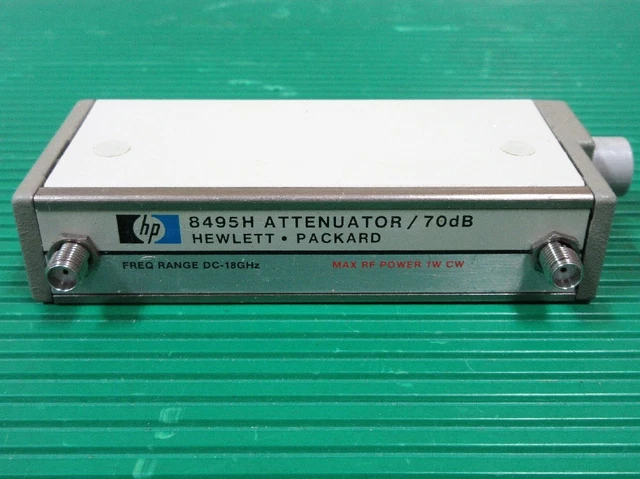 hp
8495H ATTENUATOR / 70dB
HEWLETT • PACKARD
FREQ RANGE DC-18GHz MAX RF POWER 1W CW